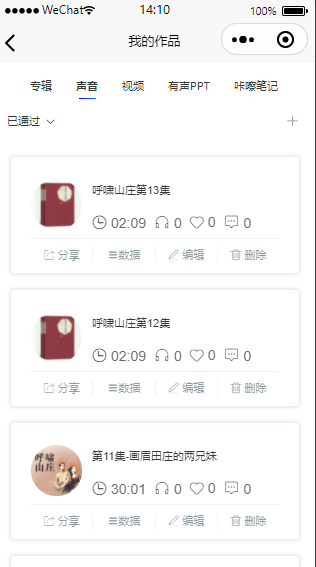 WeChat 14:10 100%
我的作品
专辑 声音 视频 有声PPT 咔嚓笔记
已通过
呼啸山庄第13集
02:09 0 0 0
分享 数据 编辑 删除
呼啸山庄第12集
02:09 0 0 0
分享 数据 编辑 删除
呼啸山庄
第11集-画眉田庄的两兄妹
30:01 0 0 0
分享 数据 编辑 删除